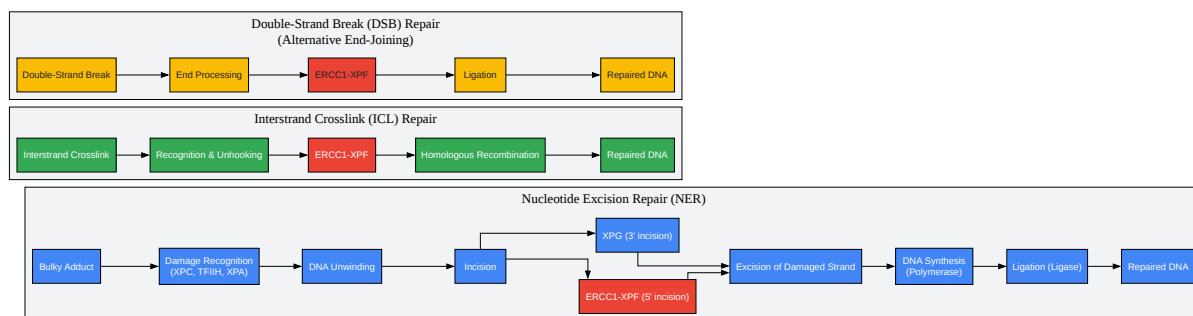 Double-Strand Break (DSB) Repair
(Alternative End-Joining)
Double-Strand Break
End Processing
ERCC1-XPF
Ligation
Repaired DNA
Interstrand Crosslink (ICL) Repair
Interstrand Crosslink
Recognition & Unhooking
ERCC1-XPF
Homologous Recombination
Repaired DNA
Nucleotide Excision Repair (NER)
Bulky Adduct
Damage Recognition
(XPC, TFIIH, XPA)
DNA Unwinding
Incision
XPG (3' incision)
ERCC1-XPF (5' incision)
Excision of Damaged Strand
DNA Synthesis
(Polymerase)
Ligation (Ligase)
Repaired DNA